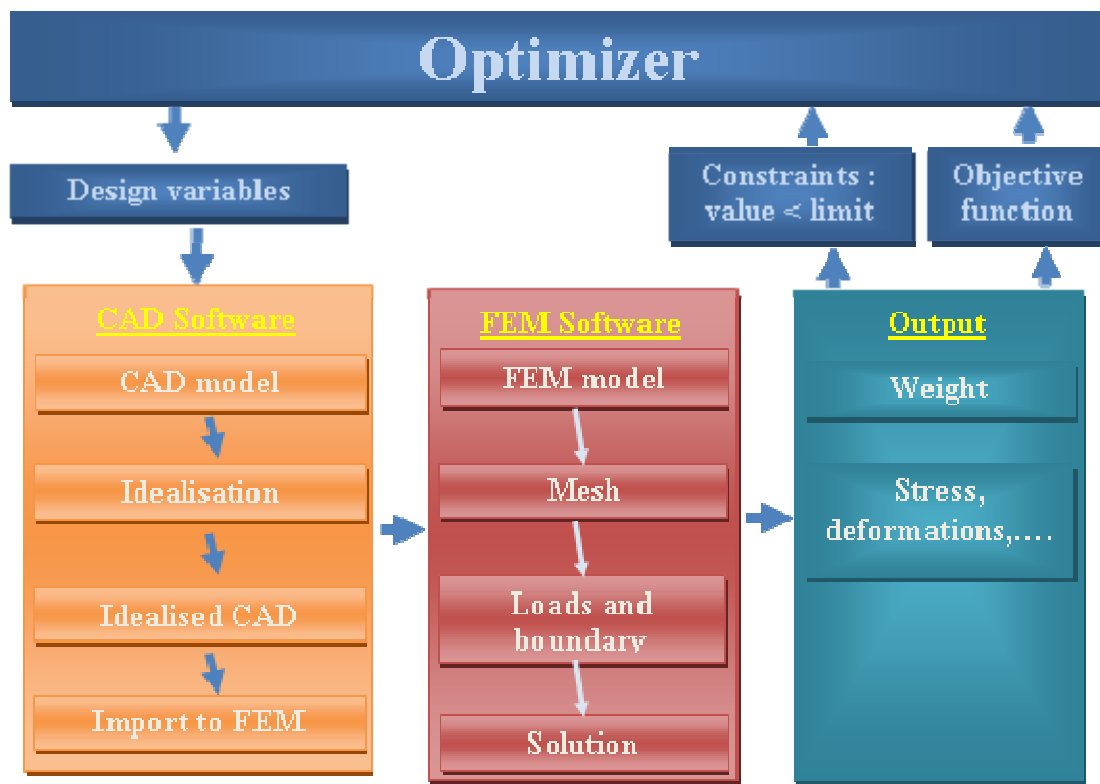 Optimizer
Design variables
Constraints :
value < limit
Objective
function
CAD Software
CAD model
Idealisation
Idealised CAD
Import to FEM
FEM Software
FEM model
Mesh
Loads and
boundary
Solution
Output
Weight
Stress,
deformations,....